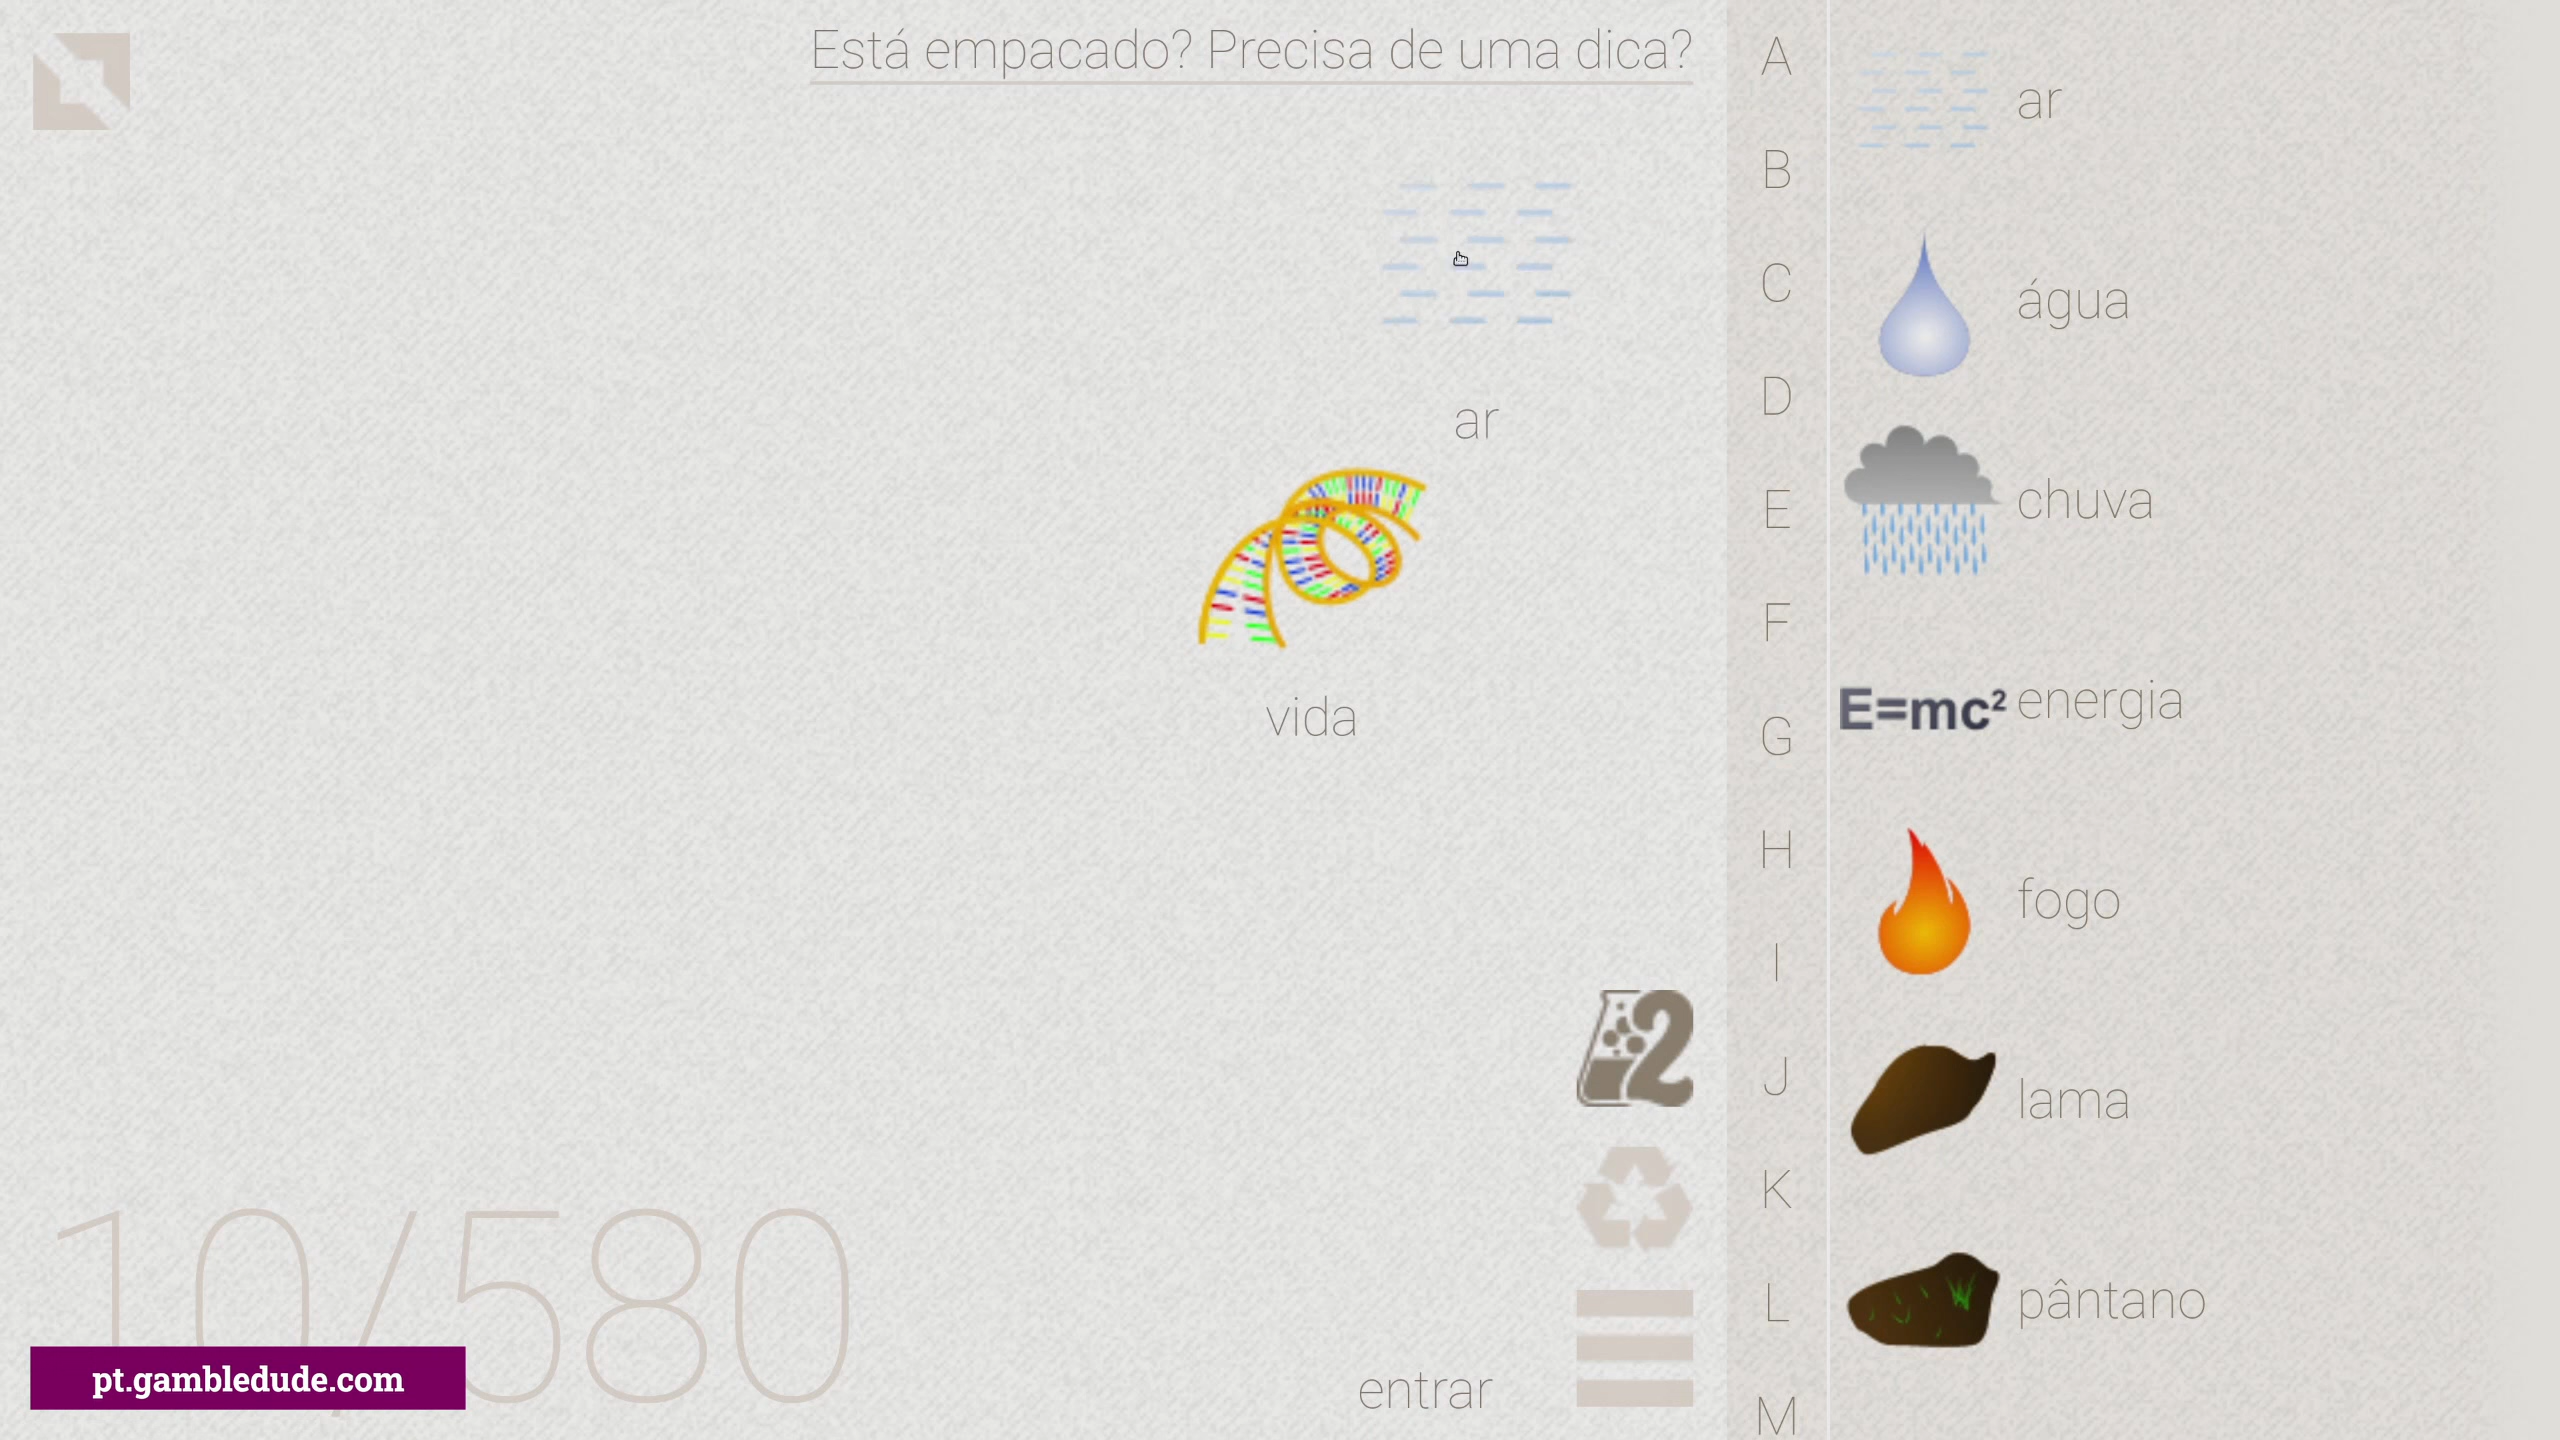 Está empacado? Precisa de uma dica?
ar
vida
2
10/580
pt.gambledude.com
entrar
A
B
C
D
E
F
G
H
I
J
K
L
M
ar
água
chuva
E=mc² energia
fogo
lama
pântano